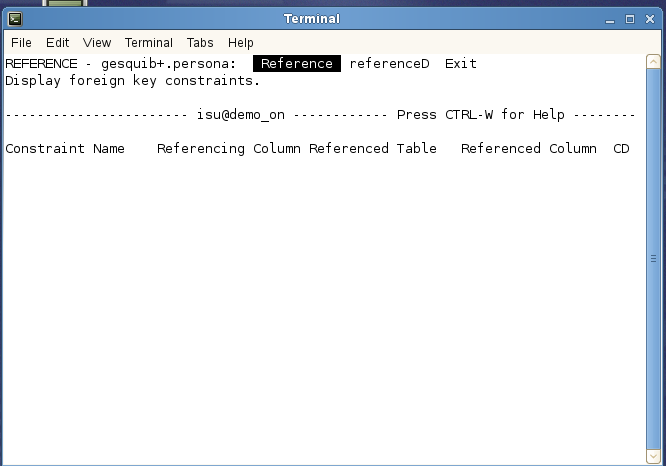 Terminal
File Edit View Terminal Tabs Help
REFERENCE - gesquib+.persona: Reference referenceD Exit
Display foreign key constraints.
----------------------- isu@demo_on ------------ Press CTRL-W for Help --------
Constraint Name Referencing Column Referenced Table Referenced Column CD